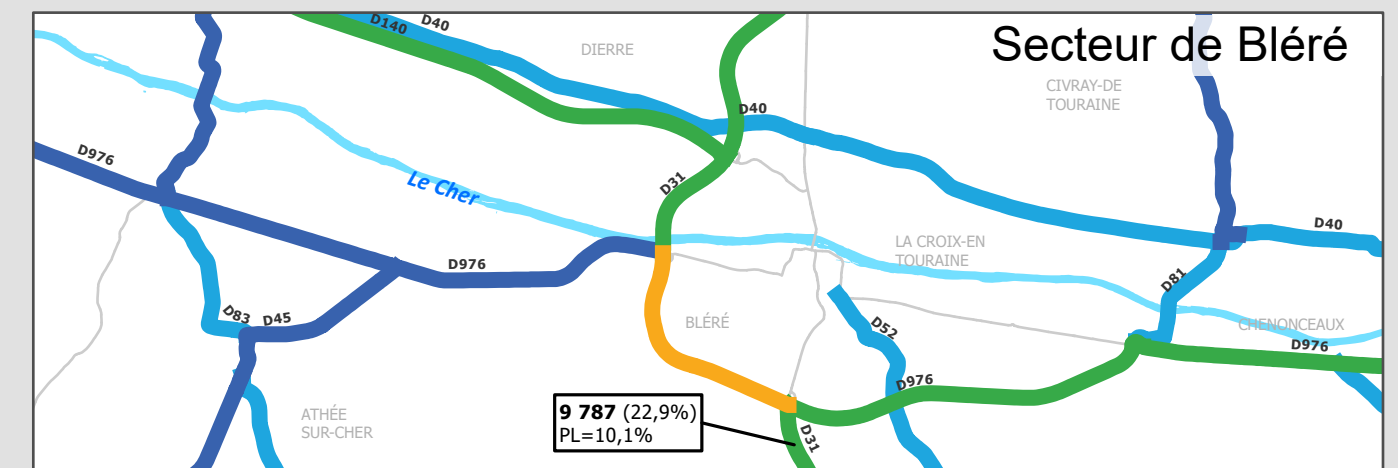 Secteur de Bléré
D140
D40
DIERRE
CIVRAY-DE
TOURAINE
D40
D976
Le Cher
D31
D40
LA CROIX-EN
TOURAINE
D976
D81
D83
D45
BLÉRÉ
D52
CHENONCEAUX
D976
D976
ATHÉE
SUR-CHER
9 787 (22,9%)
PL=10,1%
D31